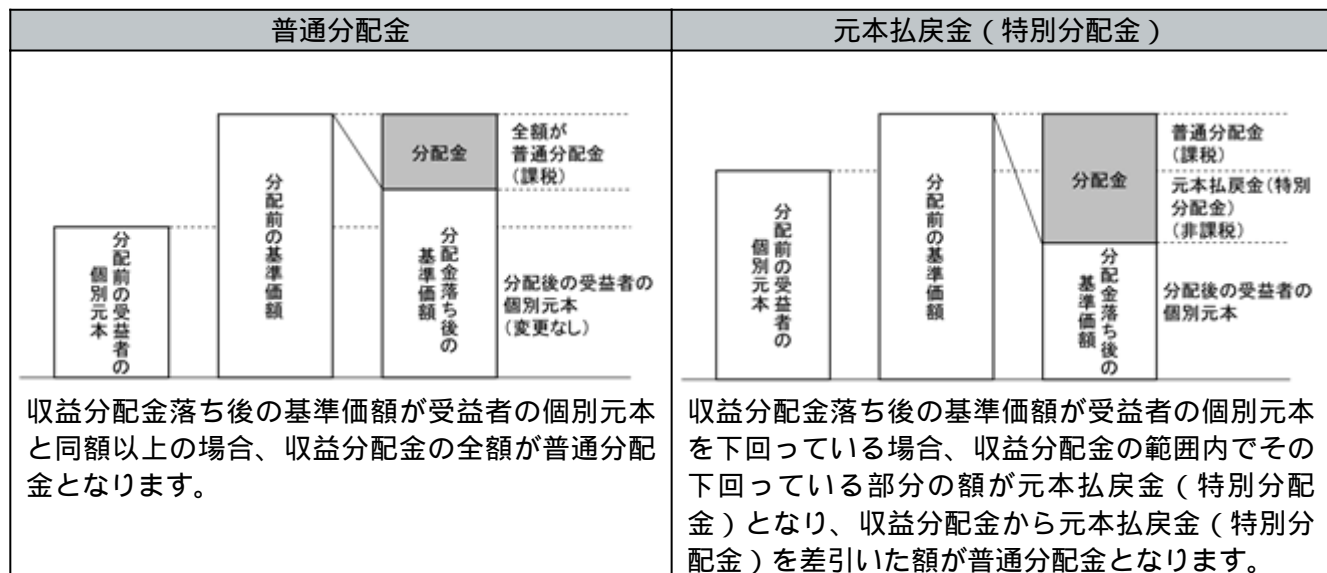 普通分配金
分配前の受益者の
個別元本
分配前の基準価額
分配金
分配金落ち後の
基準価額
全額が
普通分配金
(課税)
分配後の受益者の
個別元本
(変更なし)
収益分配金落ち後の基準価額が受益者の個別元本
と同額以上の場合、収益分配金の全額が普通分配
金となります。
元本払戻金(特別分配金)
分配前の受益者の
個別元本
分配前の基準価額
分配金
分配金落ち後の
基準価額
普通分配金
(課税)
元本払戻金(特別
分配金)
(非課税)
分配後の受益者の
個別元本
収益分配金落ち後の基準価額が受益者の個別元本
を下回っている場合、収益分配金の範囲内でその
下回っている部分の額が元本払戻金(特別分配
金)となり、収益分配金から元本払戻金(特別分
配金)を差引いた額が普通分配金となります。